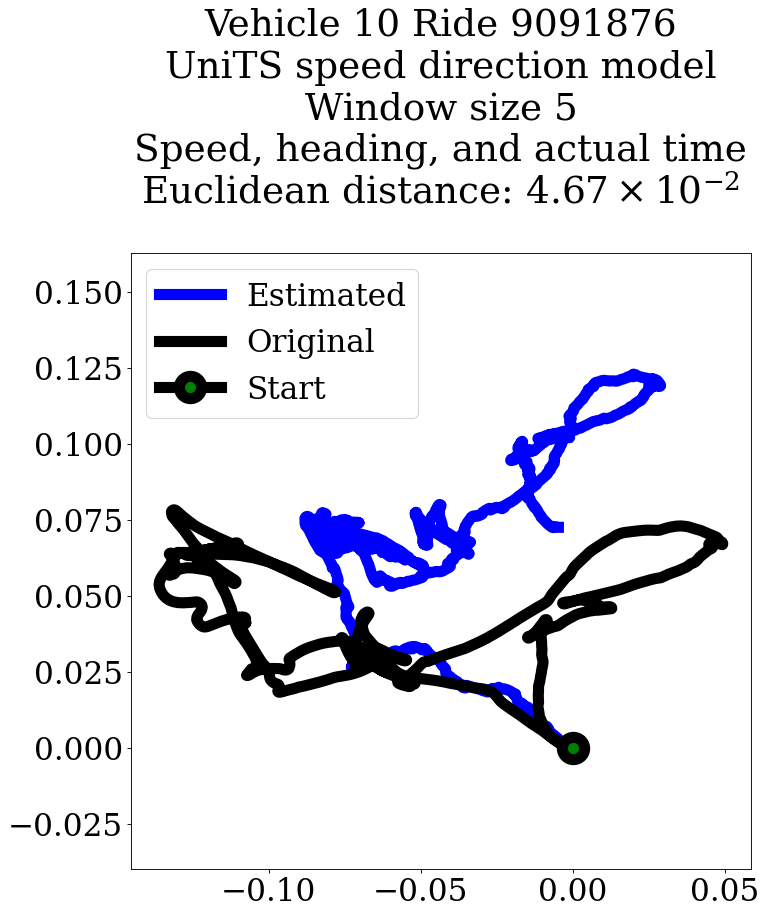 Vehicle 10 Ride 9091876
UniTS speed direction model
Window size 5
Speed, heading, and actual time
Euclidean distance: 4.67 × 10⁻²
0.150
0.125
0.100
0.075
0.050
0.025
0.000
−0.025
Estimated
Original
Start
−0.10
−0.05
0.00
0.05